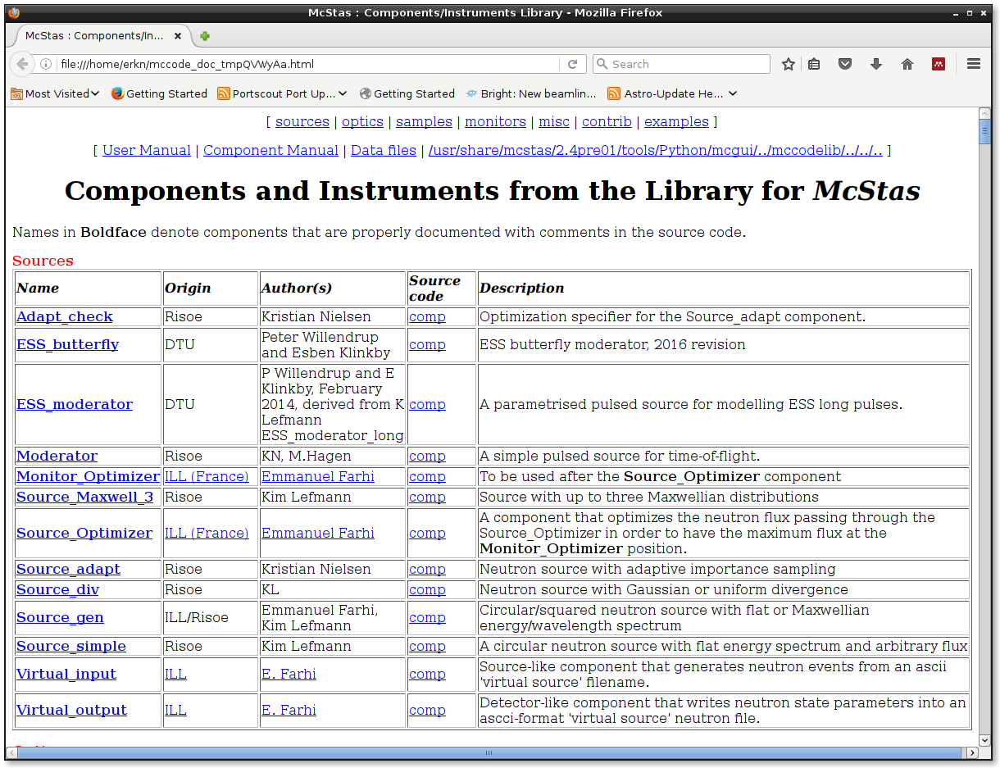 McStas : Components/Instruments Library - Mozilla Firefox
McStas : Components/In...
file:///home/erkn/mccode_doc_tmpQVWyAa.html
Search
Most Visited
Getting Started
Portscout Port Up...
Getting Started
Bright: New beamlin...
Astro-Update He...
[ sources | optics | samples | monitors | misc | contrib | examples ]
[ User Manual | Component Manual | Data files | /usr/share/mcstas/2.4pre01/tools/Python/mcgui/../mccodelib/../../.. ]
Components and Instruments from the Library for McStas
Names in Boldface denote components that are properly documented with comments in the source code.
Sources
Name Origin Author(s) Source code Description
Adapt_check Risoe Kristian Nielsen comp Optimization specifier for the Source_adapt component.
ESS_butterfly DTU Peter Willendrup and Esben Klinkby comp ESS butterfly moderator, 2016 revision
ESS_moderator DTU P Willendrup and E Klinkby, February 2014, derived from K Lefmann ESS_moderator_long comp A parametrised pulsed source for modelling ESS long pulses.
Moderator Risoe KN, M.Hagen comp A simple pulsed source for time-of-flight.
Monitor_Optimizer ILL (France) Emmanuel Farhi comp To be used after the Source_Optimizer component
Source_Maxwell_3 Risoe Kim Lefmann comp Source with up to three Maxwellian distributions
Source_Optimizer ILL (France) Emmanuel Farhi comp A component that optimizes the neutron flux passing through the Source_Optimizer in order to have the maximum flux at the Monitor_Optimizer position.
Source_adapt Risoe Kristian Nielsen comp Neutron source with adaptive importance sampling
Source_div Risoe KL comp Neutron source with Gaussian or uniform divergence
Source_gen ILL/Risoe Emmanuel Farhi, Kim Lefmann comp Circular/squared neutron source with flat or Maxwellian energy/wavelength spectrum
Source_simple Risoe Kim Lefmann comp A circular neutron source with flat energy spectrum and arbitrary flux
Virtual_input ILL E. Farhi comp Source-like component that generates neutron events from an ascii 'virtual source' filename.
Virtual_output ILL E. Farhi comp Detector-like component that writes neutron state parameters into an ascci-format 'virtual source' neutron file.